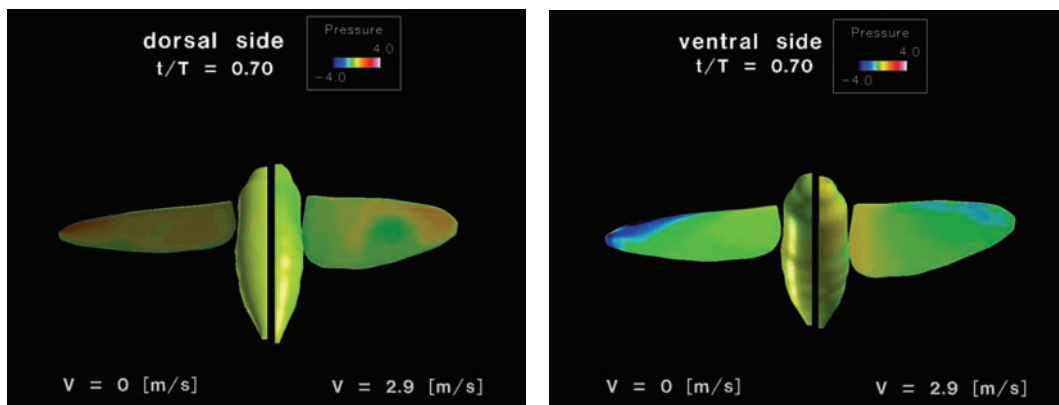 dorsal side
t/T = 0.70
Pressure
4.0
−4.0
V = 0 [m/s]
V = 2.9 [m/s]
ventral side
t/T = 0.70
Pressure
4.0
−4.0
V = 0 [m/s]
V = 2.9 [m/s]